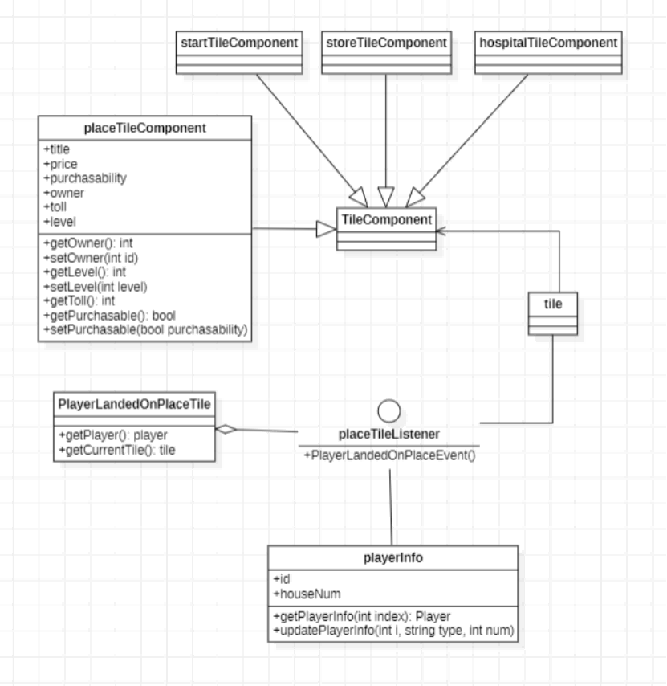 startTileComponent
storeTileComponent
hospitalTileComponent
placeTileComponent
+title
+price
+purchasability
+owner
+toll
+level
+getOwner(): int
+setOwner(int id)
+getLevel(): int
+setLevel(int level)
+getToll(): int
+getPurchasable(): bool
+setPurchasable(bool purchasability)
TileComponent
tile
PlayerLandedOnPlaceTile
+getPlayer(): player
+getCurrentTile(): tile
placeTileListener
+PlayerLandedOnPlaceEvent()
playerInfo
+id
+houseNum
+getPlayerInfo(int index): Player
+updatePlayerInfo(int i, string type, int num)